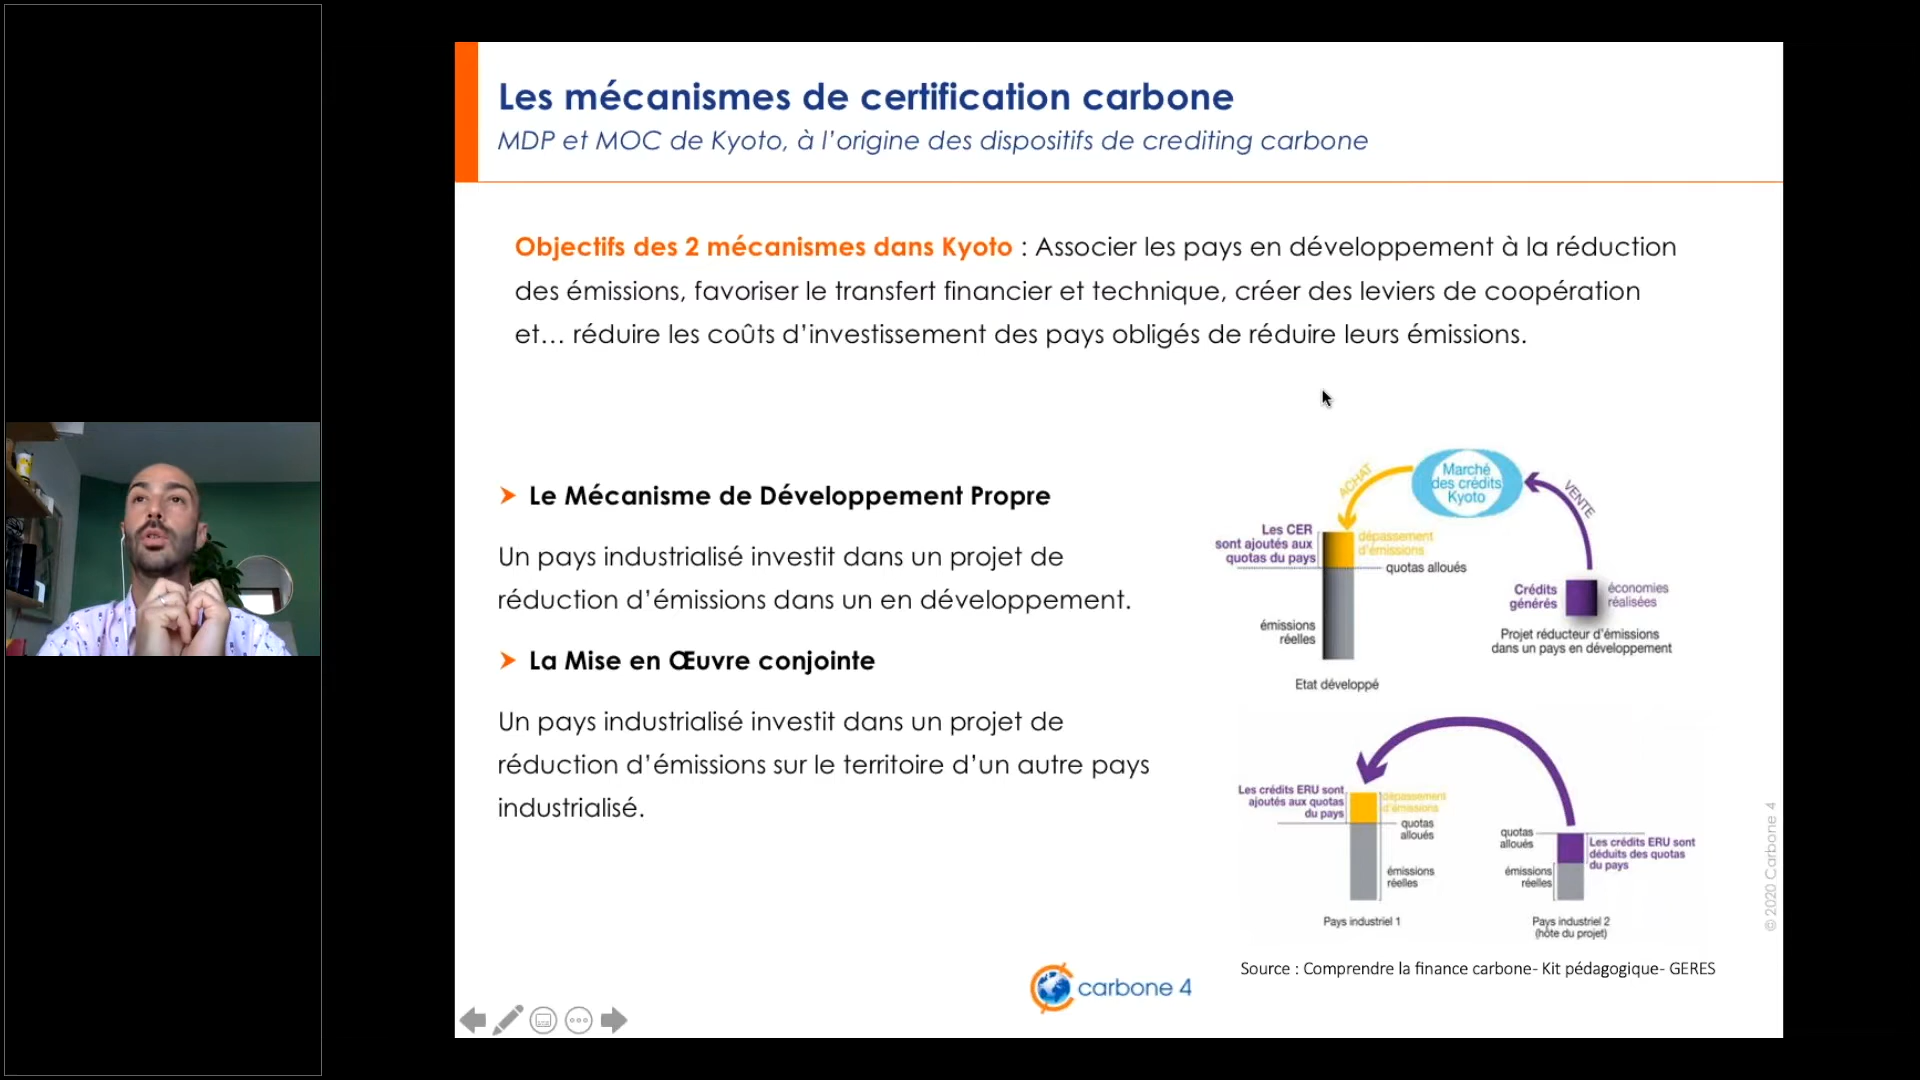 Les mécanismes de certification carbone
MDP et MOC de Kyoto, à l’origine des dispositifs de crediting carbone
Objectifs des 2 mécanismes dans Kyoto : Associer les pays en développement à la réduction
des émissions, favoriser le transfert financier et technique, créer des leviers de coopération
et… réduire les coûts d’investissement des pays obligés de réduire leurs émissions.
➤ Le Mécanisme de Développement Propre
Un pays industrialisé investit dans un projet de
réduction d’émissions dans un en développement.
➤ La Mise en Œuvre conjointe
Un pays industrialisé investit dans un projet de
réduction d’émissions sur le territoire d’un autre pays
industrialisé.
ACHAT
Marché
des crédits
Kyoto
VENTE
Les CER
sont ajoutés aux
quotas du pays
dépassement
d’émissions
quotas alloués
émissions
réelles
Etat développé
Crédits
générés
économies
réalisées
Projet réducteur d’émissions
dans un pays en développement
Les crédits ERU sont
ajoutés aux quotas
du pays
dépassement
d’émissions
quotas
alloués
émissions
réelles
Pays industriel 1
quotas
alloués
émissions
réelles
Les crédits ERU sont
déduits des quotas
du pays
Pays industriel 2
(hôte du projet)
Source : Comprendre la finance carbone- Kit pédagogique- GERES
carbone 4
© 2020 Carbone 4